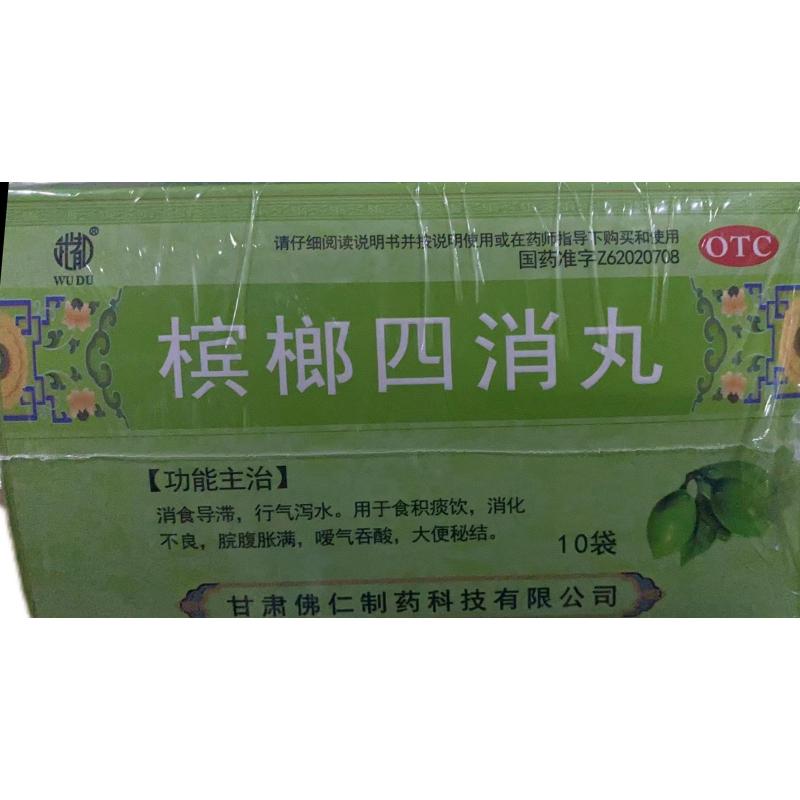 请仔细阅读说明书并按说明使用或在药师指导下购买和使用
OTC
国药准字Z62020708
®
WU DU
槟榔四消丸
【功能主治】
消食导滞，行气泻水。用于食积痰饮，消化
不良，脘腹胀满，嗳气吞酸，大便秘结。
10袋
甘肃佛仁制药科技有限公司